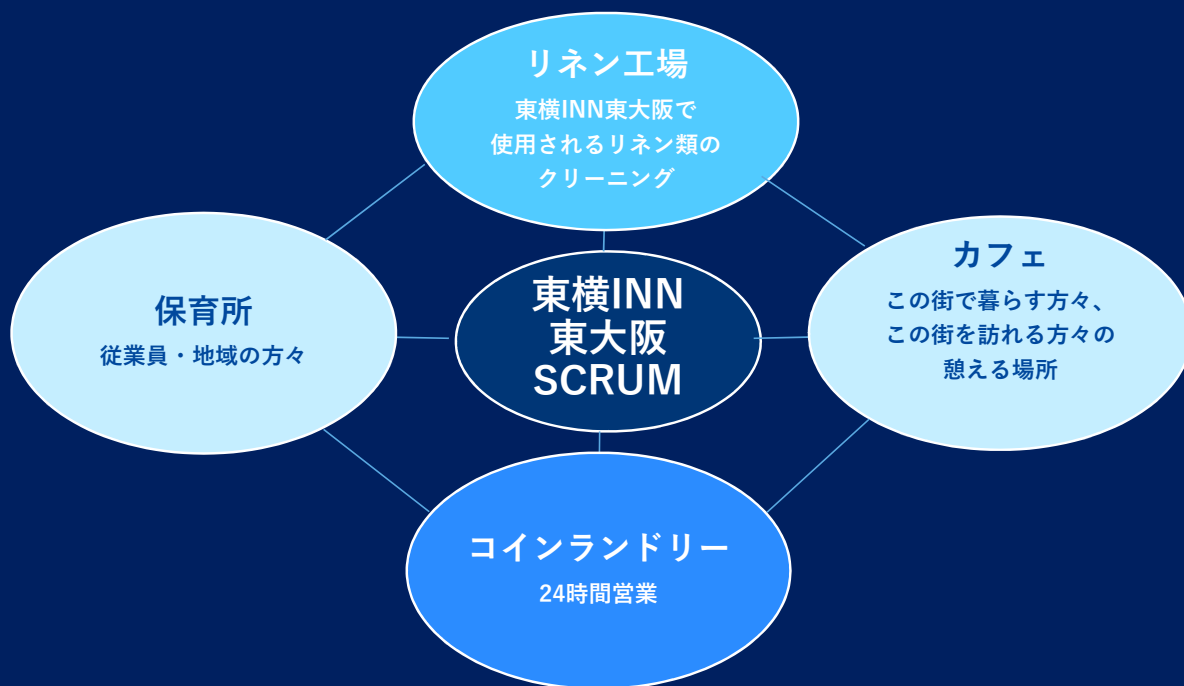 リネン工場
東横INN東大阪で
使用されるリネン類の
クリーニング
保育所
従業員・地域の方々
東横INN
東大阪
SCRUM
カフェ
この街で暮らす方々、
この街を訪れる方々の
憩える場所
コインランドリー
24時間営業